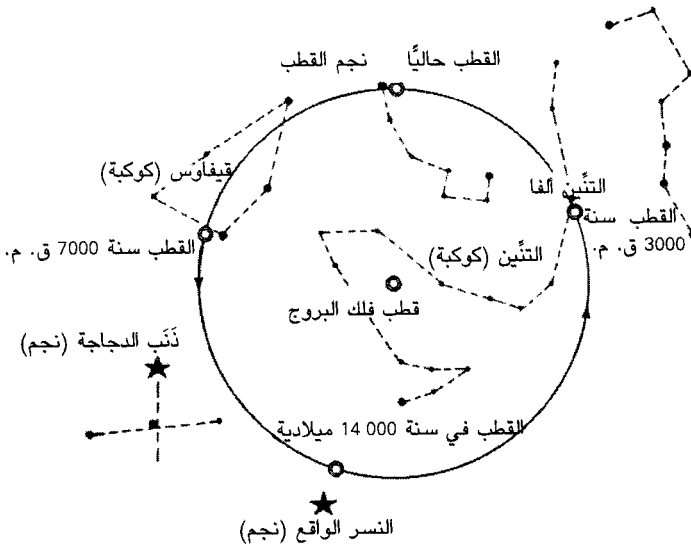 القطب حاليًّا
نجم القطب
قيفاوس (كوكبة)
التنِّين ألفا
القطب سنة
3000 ق. م.
القطب سنة 7000 ق. م.
التنِّين (كوكبة)
قطب فلك البروج
ذَنَب الدجاجة (نجم)
القطب في سنة 000 14 ميلادية
النسر الواقع (نجم)